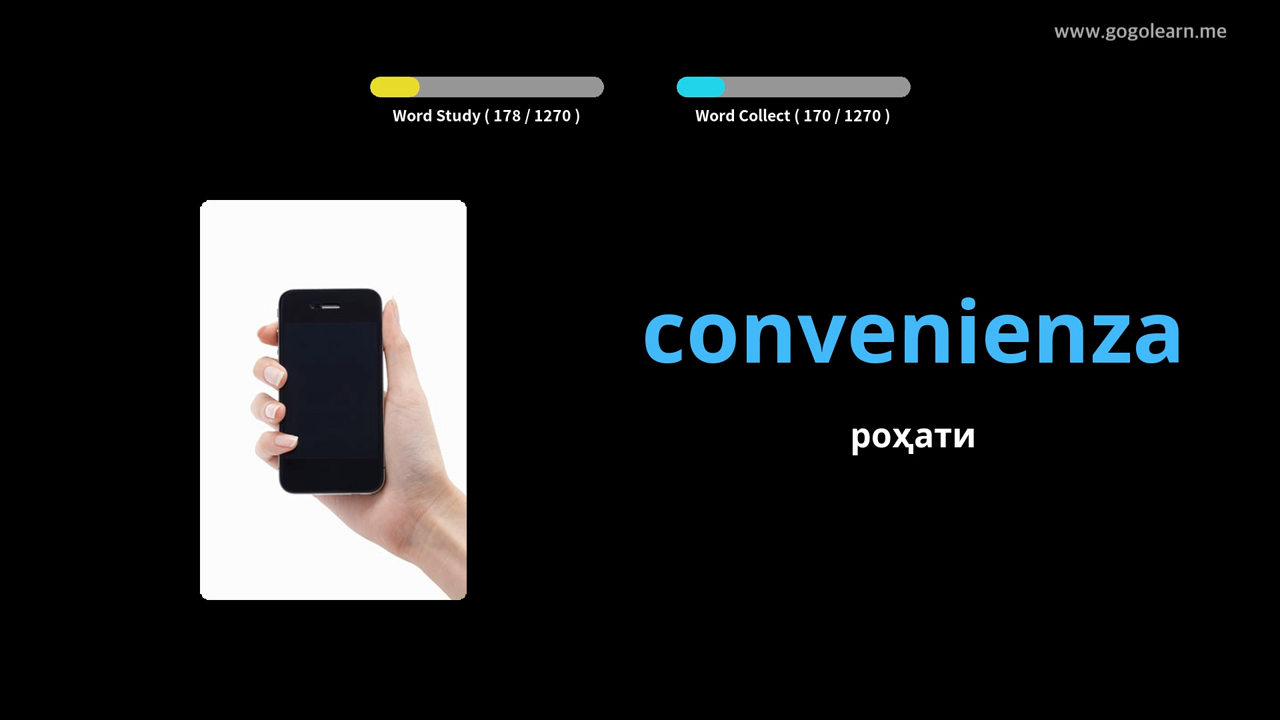 www.gogolearn.me
Word Study ( 178 / 1270 )
Word Collect ( 170 / 1270 )
convenienza
роҳати